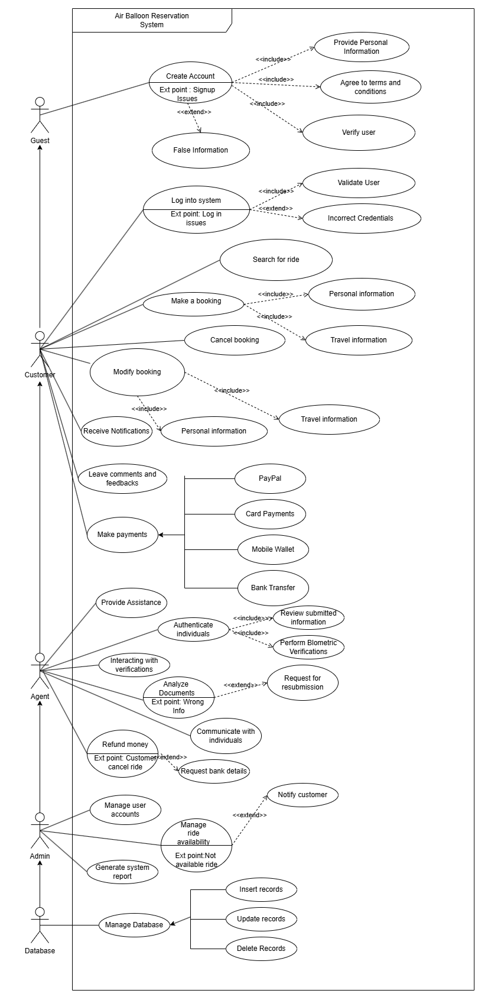 Air Balloon Reservation
System
Provide Personal
Information
<<include>>
Create Account
<<include>>
Agree to terms and
conditions
Ext point : Signup
Issues
<<include>>
<<extend>>
Guest
Verify user
False Information
Log into system
<<include>>
Validate User
Ext point: Log in
issues
<<extend>>
Incorrect Credentials
Search for ride
Make a booking
<<include>>
Personal information
<<include>>
Cancel booking
Travel information
Customer
Modify booking
<<include>>
<<include>>
Travel information
Receive Notifications
Personal information
Leave comments and
feedbacks
PayPal
Card Payments
Make payments
Mobile Wallet
Bank Transfer
Provide Assistance
Authenticate
individuals
<<include>>
Review submitted
information
<<include>>
Perform BIometric
Verifications
Interacting with
verifications
Agent
Analyze
Documents
Ext point: Wrong
Info
<<extend>>
Request for
resubmission
Communicate with
individuals
Refund money
Ext point: Customer
cancel ride
<<extend>>
Request bank details
Notify customer
Manage user
accounts
<<extend>>
Manage
ride
availability
Ext point:Not
available ride
Admin
Generate system
report
Insert records
Manage Database
Update records
Database
Delete Records